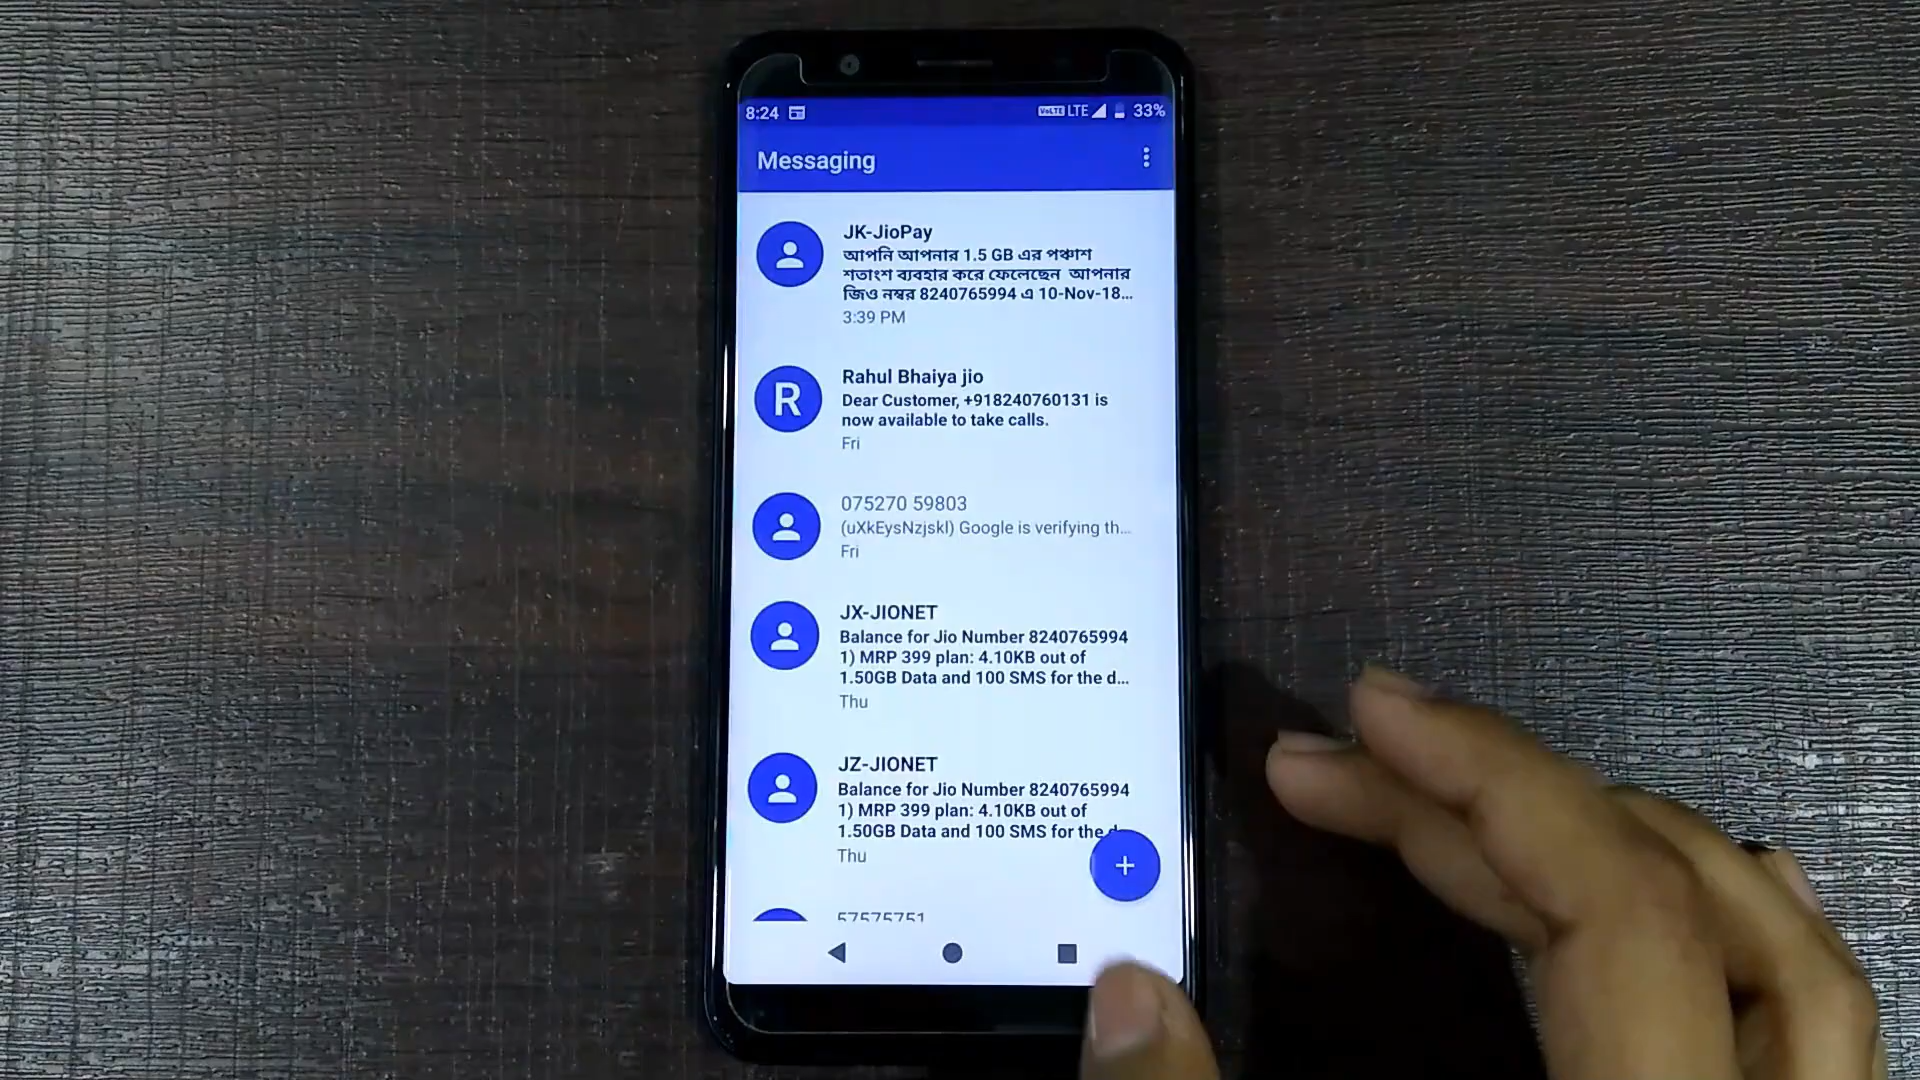 8:24
VoLTE LTE 33%
Messaging
JK-JioPay
আপনি আপনার 1.5 GB এর পঞ্চাশ
শতাংশ ব্যবহার করে ফেলেছেন আপনার
জিও নম্বর 8240765994 এ 10-Nov-18...
3:39 PM
R
Rahul Bhaiya jio
Dear Customer, +918240760131 is
now available to take calls.
Fri
075270 59803
(uXkEysNzjskl) Google is verifying th...
Fri
JX-JIONET
Balance for Jio Number 8240765994
1) MRP 399 plan: 4.10KB out of
1.50GB Data and 100 SMS for the d...
Thu
JZ-JIONET
Balance for Jio Number 8240765994
1) MRP 399 plan: 4.10KB out of
1.50GB Data and 100 SMS for the d...
Thu